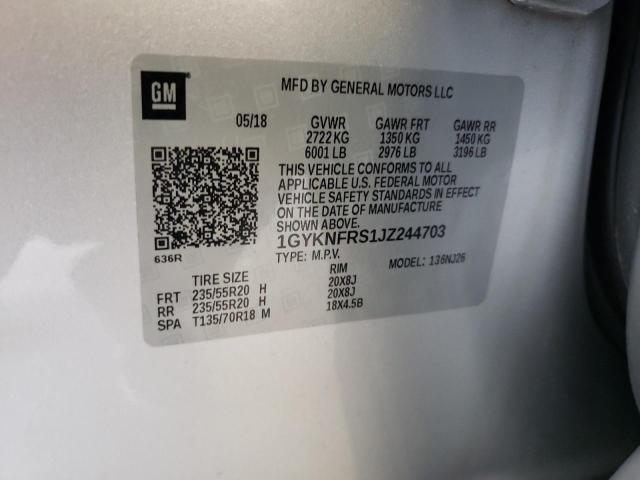 GM
MFD BY GENERAL MOTORS LLC
05/18 GVWR GAWR FRT GAWR RR
2722 KG 1350 KG 1450 KG
6001 LB 2976 LB 3196 LB
THIS VEHICLE CONFORMS TO ALL
APPLICABLE U.S. FEDERAL MOTOR
VEHICLE SAFETY STANDARDS IN EFFECT
ON THE DATE OF MANUFACTURE
SHOWN ABOVE.
636R
1GYKNFRS1JZ244703
TYPE: M.P.V. MODEL: 136NJ26
TIRE SIZE RIM
FRT 235/55R20 H 20X8J
RR 235/55R20 H 20X8J
SPA T135/70R18 M 18X4.5B